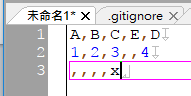 未命名1* .gitignore
1 A,B,C,E,D
2 1,2,3,,4
3 ,,,,x